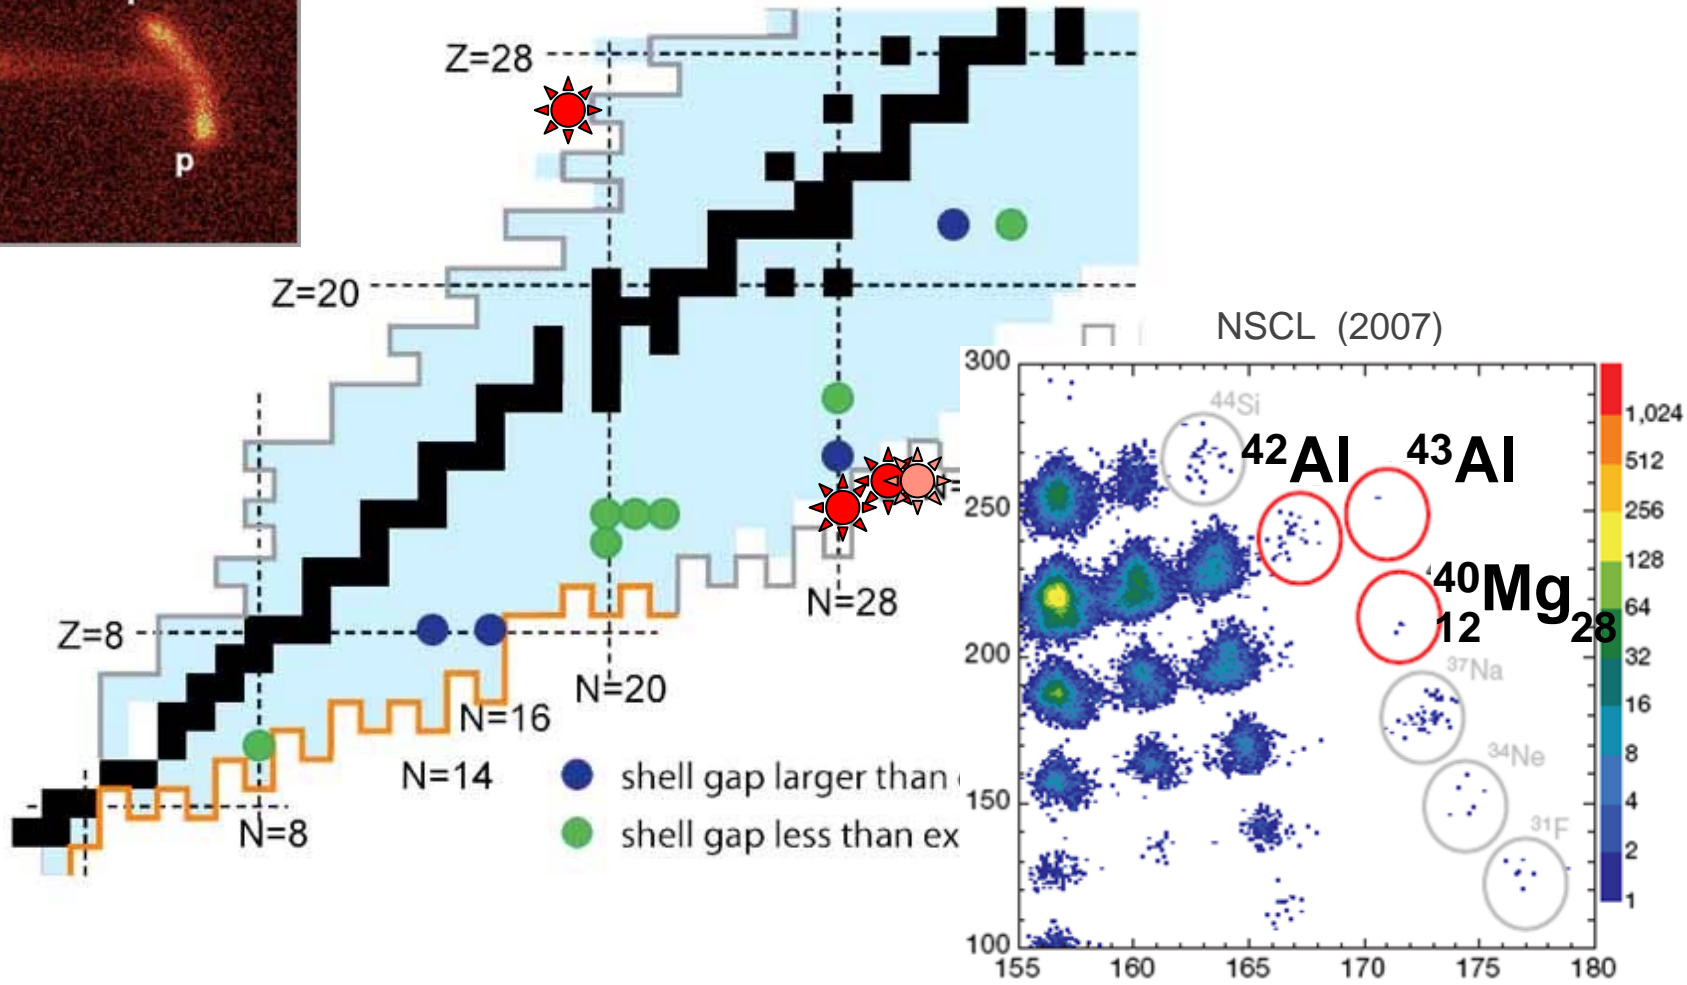 p
Z=28
Z=20
Z=8
N=28
N=20
N=16
N=14
N=8
shell gap larger than
shell gap less than ex
NSCL (2007)
300
250
200
150
100
155 160 165 170 175 180
44Si
42Al
43Al
40Mg
12 28
37Na
34Ne
31F
1,024
512
256
128
64
32
16
8
4
2
1